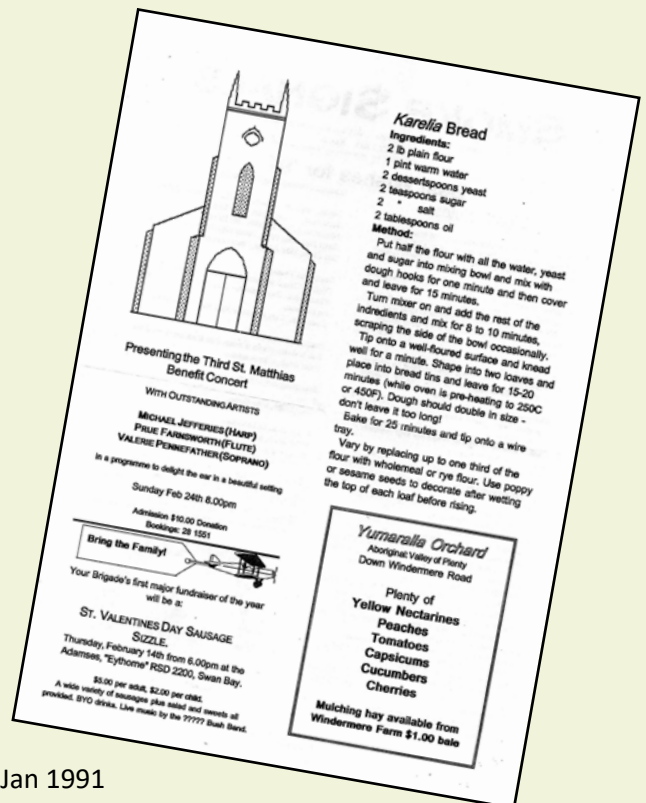 Presenting the Third St. Matthias
Benefit Concert
WITH OUTSTANDING ARTISTS
MICHAEL JEFFERIES (HARP)
PRUE FARNSWORTH (FLUTE)
VALERIE PENNEFATHER (SOPRANO)
In a programme to delight the ear in a beautiful setting
Sunday Feb 24th 8.00pm
Admission $10.00 Donation
Bookings: 28 1551
Bring the Family!
Your Brigade's first major fundraiser of the year
will be a:
ST. VALENTINES DAY SAUSAGE
SIZZLE.
Thursday, February 14th from 6.00pm at the
Adamses, "Eythorne" RSD 2200, Swan Bay.
$5.00 per adult, $2.00 per child.
A wide variety of sausages plus salad and sweets all
provided. BYO drinks. Live music by the ????? Bush Band.
Karelia Bread
Ingredients:
2 lb plain flour
1 pint warm water
2 dessertspoons yeast
2 teaspoons sugar
2 " salt
2 tablespoons oil
Method:
Put half the flour with all the water, yeast
and sugar into mixing bowl and mix with
dough hooks for one minute and then cover
and leave for 15 minutes.
Turn mixer on and add the rest of the
indredients and mix for 8 to 10 minutes,
scraping the side of the bowl occasionally.
Tip onto a well-floured surface and knead
well for a minute. Shape into two loaves and
place into bread tins and leave for 15-20
minutes (while oven is pre-heating to 250C
or 450F). Dough should double in size -
don't leave it too long!
Bake for 25 minutes and tip onto a wire
tray.
Vary by replacing up to one third of the
flour with wholemeal or rye flour. Use poppy
or sesame seeds to decorate after wetting
the top of each loaf before rising.
Yumaralla Orchard
Aboriginal: Valley of Plenty
Down Windermere Road
Plenty of
Yellow Nectarines
Peaches
Tomatoes
Capsicums
Cucumbers
Cherries
Mulching hay available from
Windermere Farm $1.00 bale
Jan 1991